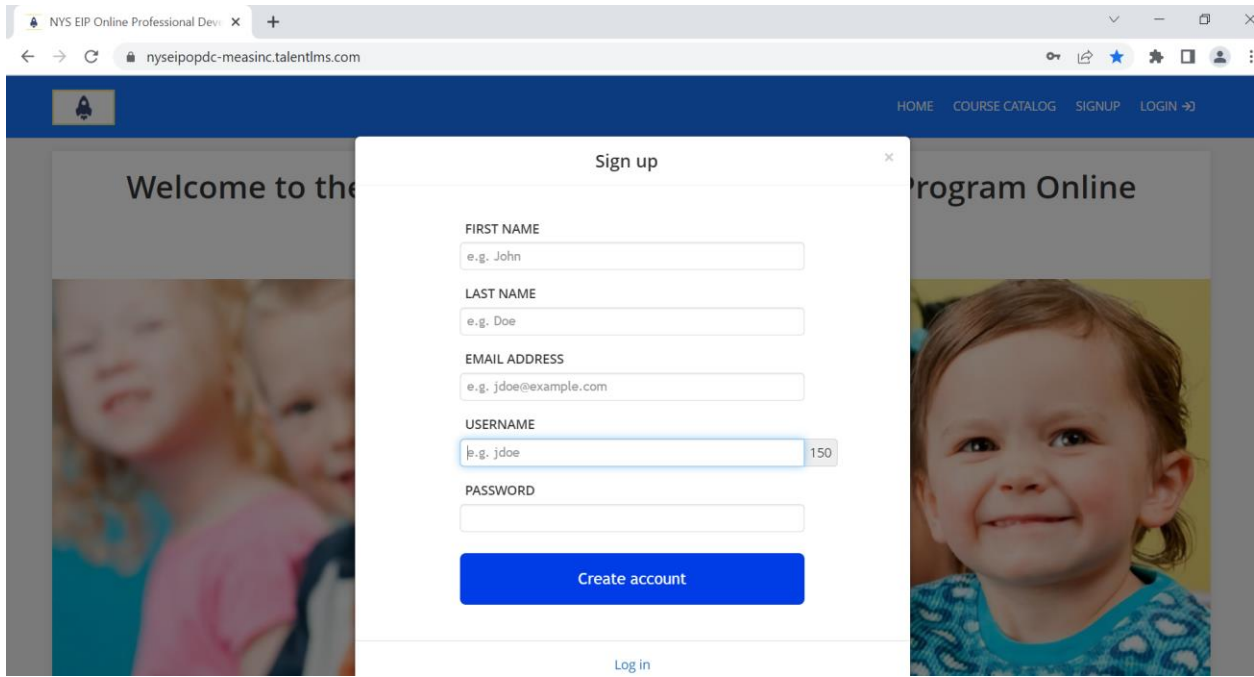 NYS EIP Online Professional Dev
nyseipopdc-measinc.talentlms.com
HOME COURSE CATALOG SIGNUP LOGIN
Sign up
Welcome to the
Program Online
FIRST NAME
e.g. John
LAST NAME
e.g. Doe
EMAIL ADDRESS
e.g. jdoe@example.com
USERNAME
e.g. jdoe 150
PASSWORD
Create account
Log in